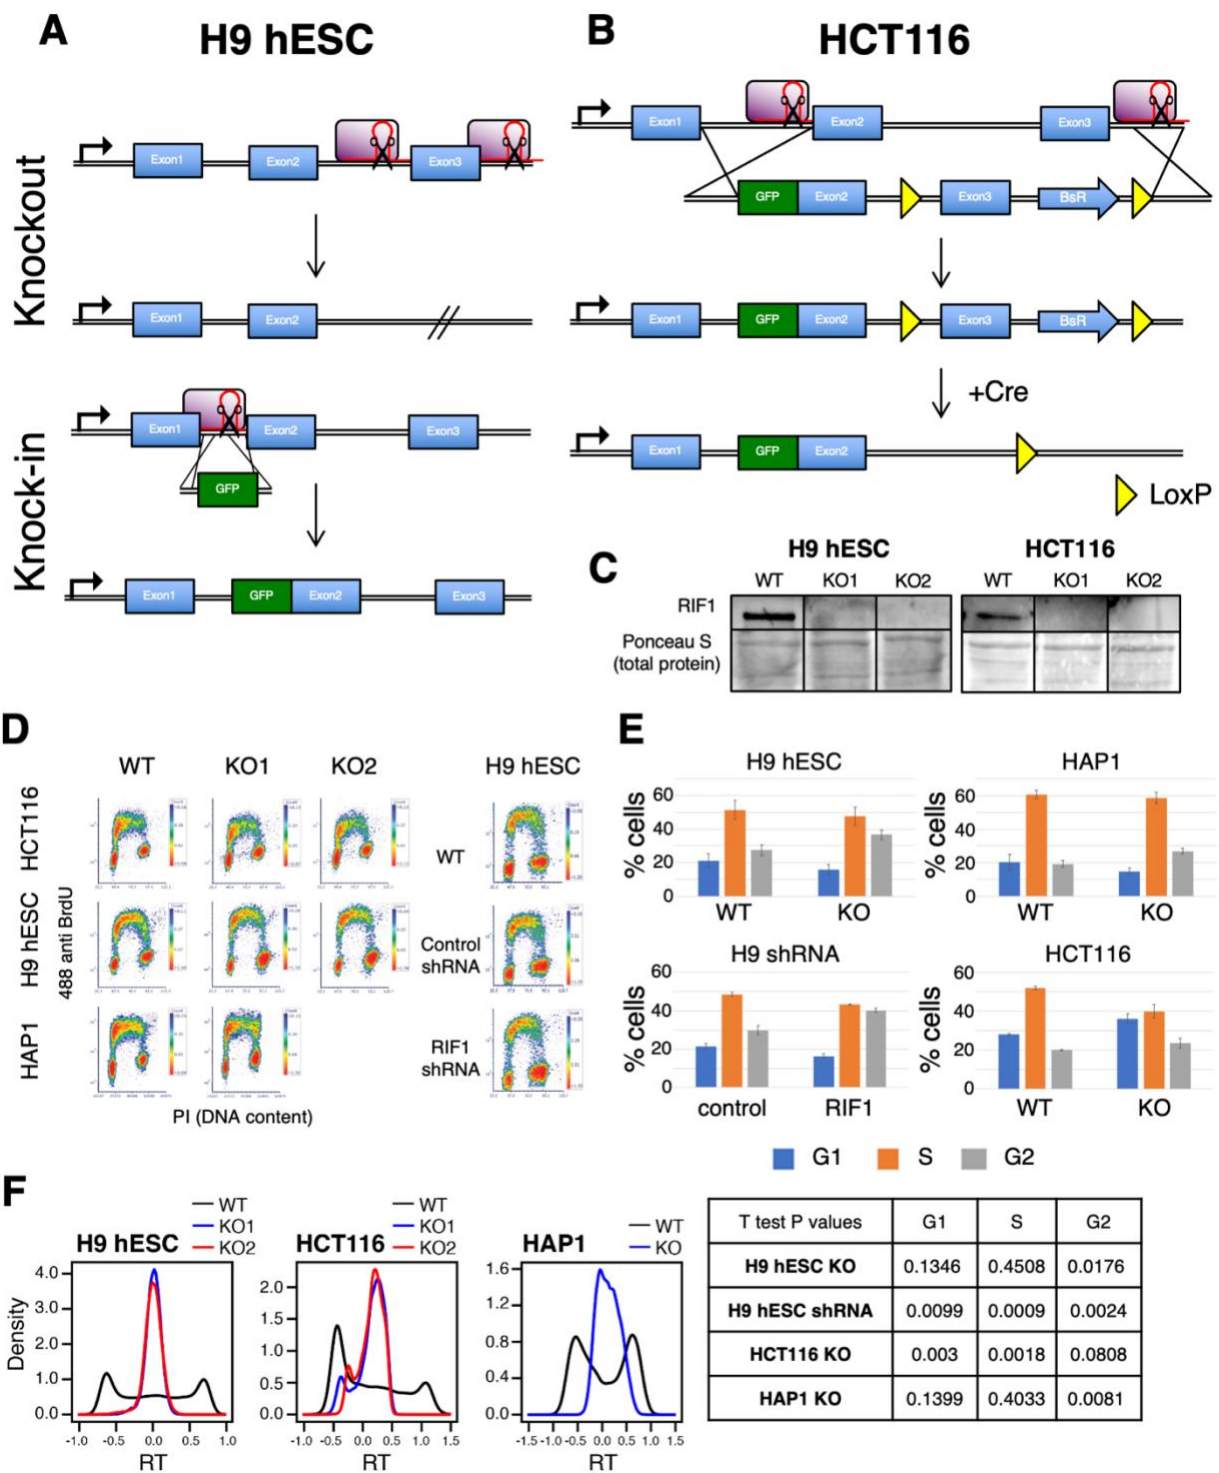 A
H9 hESC
B
HCT116
Knockout
Exon1
Exon2
Exon3
Exon1
Exon2
Exon3
GFP
Exon2
Exon3
BsR
Exon1
Exon2
Exon1
GFP
Exon2
Exon3
BsR
+Cre
Knock-in
Exon1
Exon2
Exon3
GFP
Exon1
GFP
Exon2
LoxP
Exon1
GFP
Exon2
Exon3
C
H9 hESC
HCT116
WT
KO1
KO2
WT
KO1
KO2
RIF1
Ponceau S
(total protein)
D
WT
KO1
KO2
H9 hESC
HCT116
H9 hESC
HAP1
488 anti BrdU
WT
Control
shRNA
RIF1
shRNA
PI (DNA content)
E
H9 hESC
% cells
60
40
20
0
WT
KO
HAP1
% cells
60
40
20
0
WT
KO
H9 shRNA
% cells
60
40
20
0
control
RIF1
HCT116
% cells
60
40
20
0
WT
KO
G1
S
G2
F
H9 hESC
WT
KO1
KO2
Density
4.0
3.0
2.0
1.0
0.0
-1.0 -0.5 0.0 0.5 1.0
RT
HCT116
WT
KO1
KO2
2.0
1.5
1.0
0.5
0.0
-1.0 -0.5 0.0 0.5 1.0 1.5
RT
HAP1
WT
KO
1.6
1.2
0.8
0.4
0.0
-1.5 -1.0 -0.5 0.0 0.5 1.0 1.5
RT
T test P values G1 S G2
H9 hESC KO 0.1346 0.4508 0.0176
H9 hESC shRNA 0.0099 0.0009 0.0024
HCT116 KO 0.003 0.0018 0.0808
HAP1 KO 0.1399 0.4033 0.0081